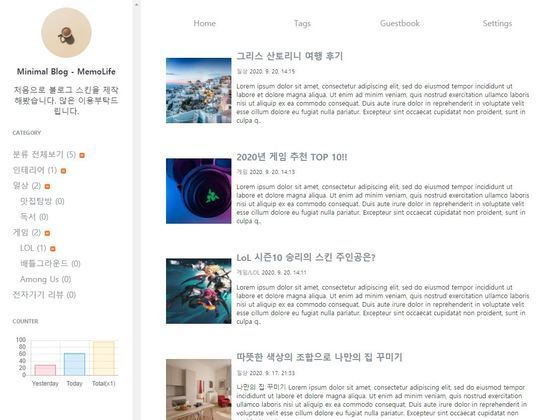 Minimal Blog - MemoLife
처음으로 블로그 스킨을 제작
해봤습니다. 많은 이용부탁드
립니다.
CATEGORY
분류 전체보기 (5)
인테리어 (1)
일상 (2)
맛집탐방 (0)
독서 (0)
게임 (2)
LOL (1)
배틀그라운드 (0)
Among Us (0)
전자기기 리뷰 (0)
COUNTER
100
80
60
40
20
0
Yesterday Today Total(x1)
Home Tags Guestbook Settings
그리스 산토리니 여행 후기
일상 2020. 9. 20. 14:15
Lorem ipsum dolor sit amet, consectetur adipiscing elit, sed do eiusmod tempor incididunt ut
labore et dolore magna aliqua. Ut enim ad minim veniam, quis nostrud exercitation ullamco laboris
nisi ut aliquip ex ea commodo consequat. Duis aute irure dolor in reprehenderit in voluptate velit
esse cillum dolore eu fugiat nulla pariatur. Excepteur sint occaecat cupidatat non proident, sunt in
culpa q..
2020년 게임 추천 TOP 10!!
일상 2020. 9. 20. 14:13
Lorem ipsum dolor sit amet, consectetur adipiscing elit, sed do eiusmod tempor incididunt ut
labore et dolore magna aliqua. Ut enim ad minim veniam, quis nostrud exercitation ullamco laboris
nisi ut aliquip ex ea commodo consequat. Duis aute irure dolor in reprehenderit in voluptate velit
esse cillum dolore eu fugiat nulla pariatur. Excepteur sint occaecat cupidatat non proident, sunt in
culpa q..
LoL 시즌10 승리의 스킨 주인공은?
게임/LOL 2020. 9. 20. 14:11
Lorem ipsum dolor sit amet, consectetur adipiscing elit, sed do eiusmod tempor incididunt ut
labore et dolore magna aliqua. Ut enim ad minim veniam, quis nostrud exercitation ullamco laboris
nisi ut aliquip ex ea commodo consequat. Duis aute irure dolor in reprehenderit in voluptate velit
esse cillum dolore eu fugiat nulla pariatur. Excepteur sint occaecat cupidatat non proident, sunt in
culpa q..
따뜻한 색상의 조합으로 나만의 집 꾸미기
일상 2020. 9. 17. 21:33
나만의 집 꾸미기 Lorem ipsum dolor sit amet, consectetur adipiscing elit, sed do eiusmod tempor
incididunt ut labore et dolore magna aliqua. Ut enim ad minim veniam, quis nostrud exercitation
ullamco laboris nisi ut aliquip ex ea commodo consequat. Duis aute irure dolor in reprehenderit in